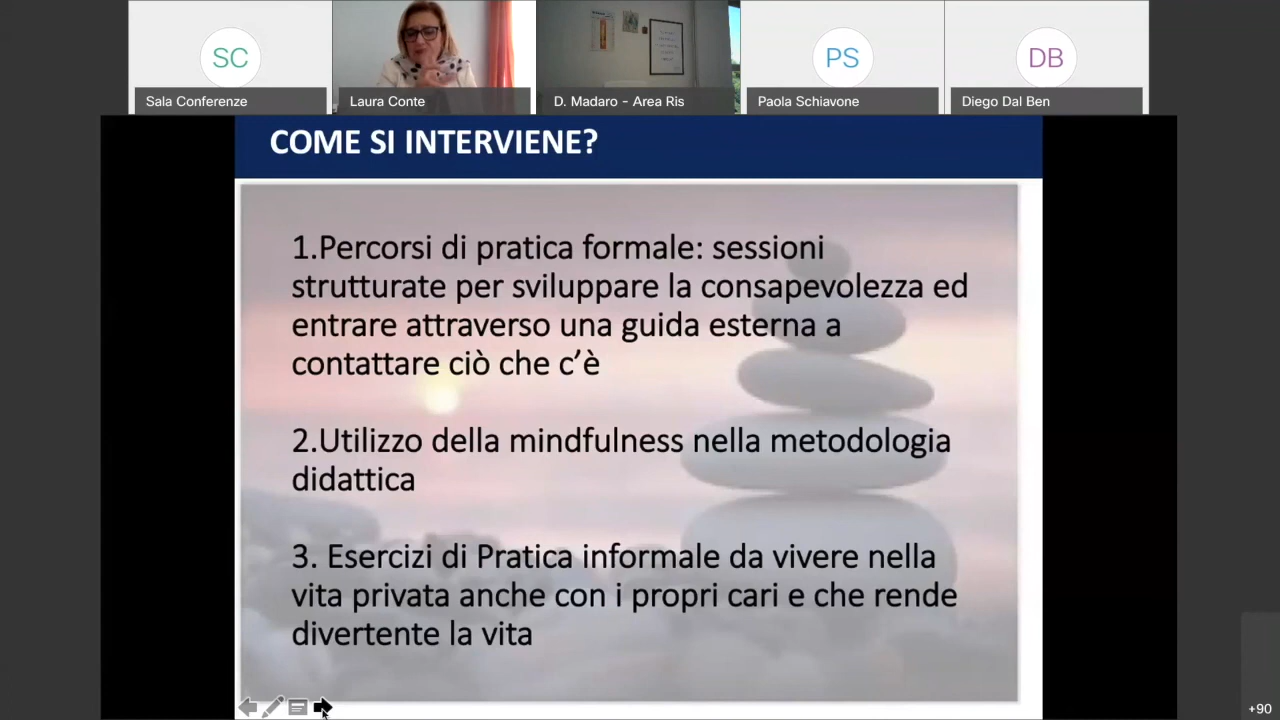 SC
PS
DB
Sala Conferenze
Laura Conte
D. Madaro - Area Ris
Paola Schiavone
Diego Dal Ben
COME SI INTERVIENE?
1.Percorsi di pratica formale: sessioni
strutturate per sviluppare la consapevolezza ed
entrare attraverso una guida esterna a
contattare ciò che c’è
2.Utilizzo della mindfulness nella metodologia
didattica
3. Esercizi di Pratica informale da vivere nella
vita privata anche con i propri cari e che rende
divertente la vita
+90